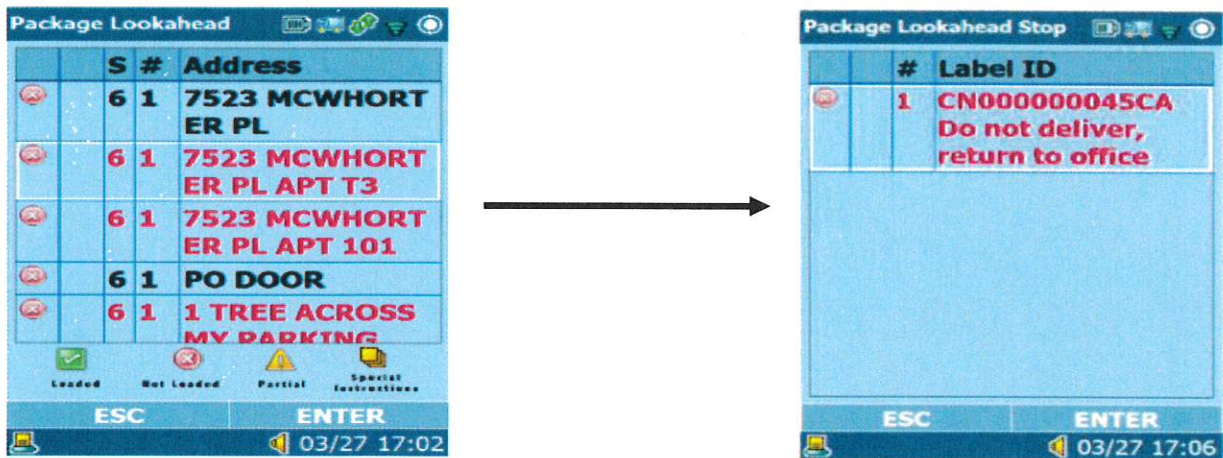 Package Lookahead
S # Address
6 1 7523 MCWHORT
ER PL
6 1 7523 MCWHORT
ER PL APT T3
6 1 7523 MCWHORT
ER PL APT 101
6 1 PO DOOR
6 1 1 TREE ACROSS
MY PARKING
Loaded Not Loaded Partial Special
Instructions
ESC ENTER
03/27 17:02
Package Lookahead Stop
# Label ID
1 CN000000045CA
Do not deliver,
return to office
ESC ENTER
03/27 17:06